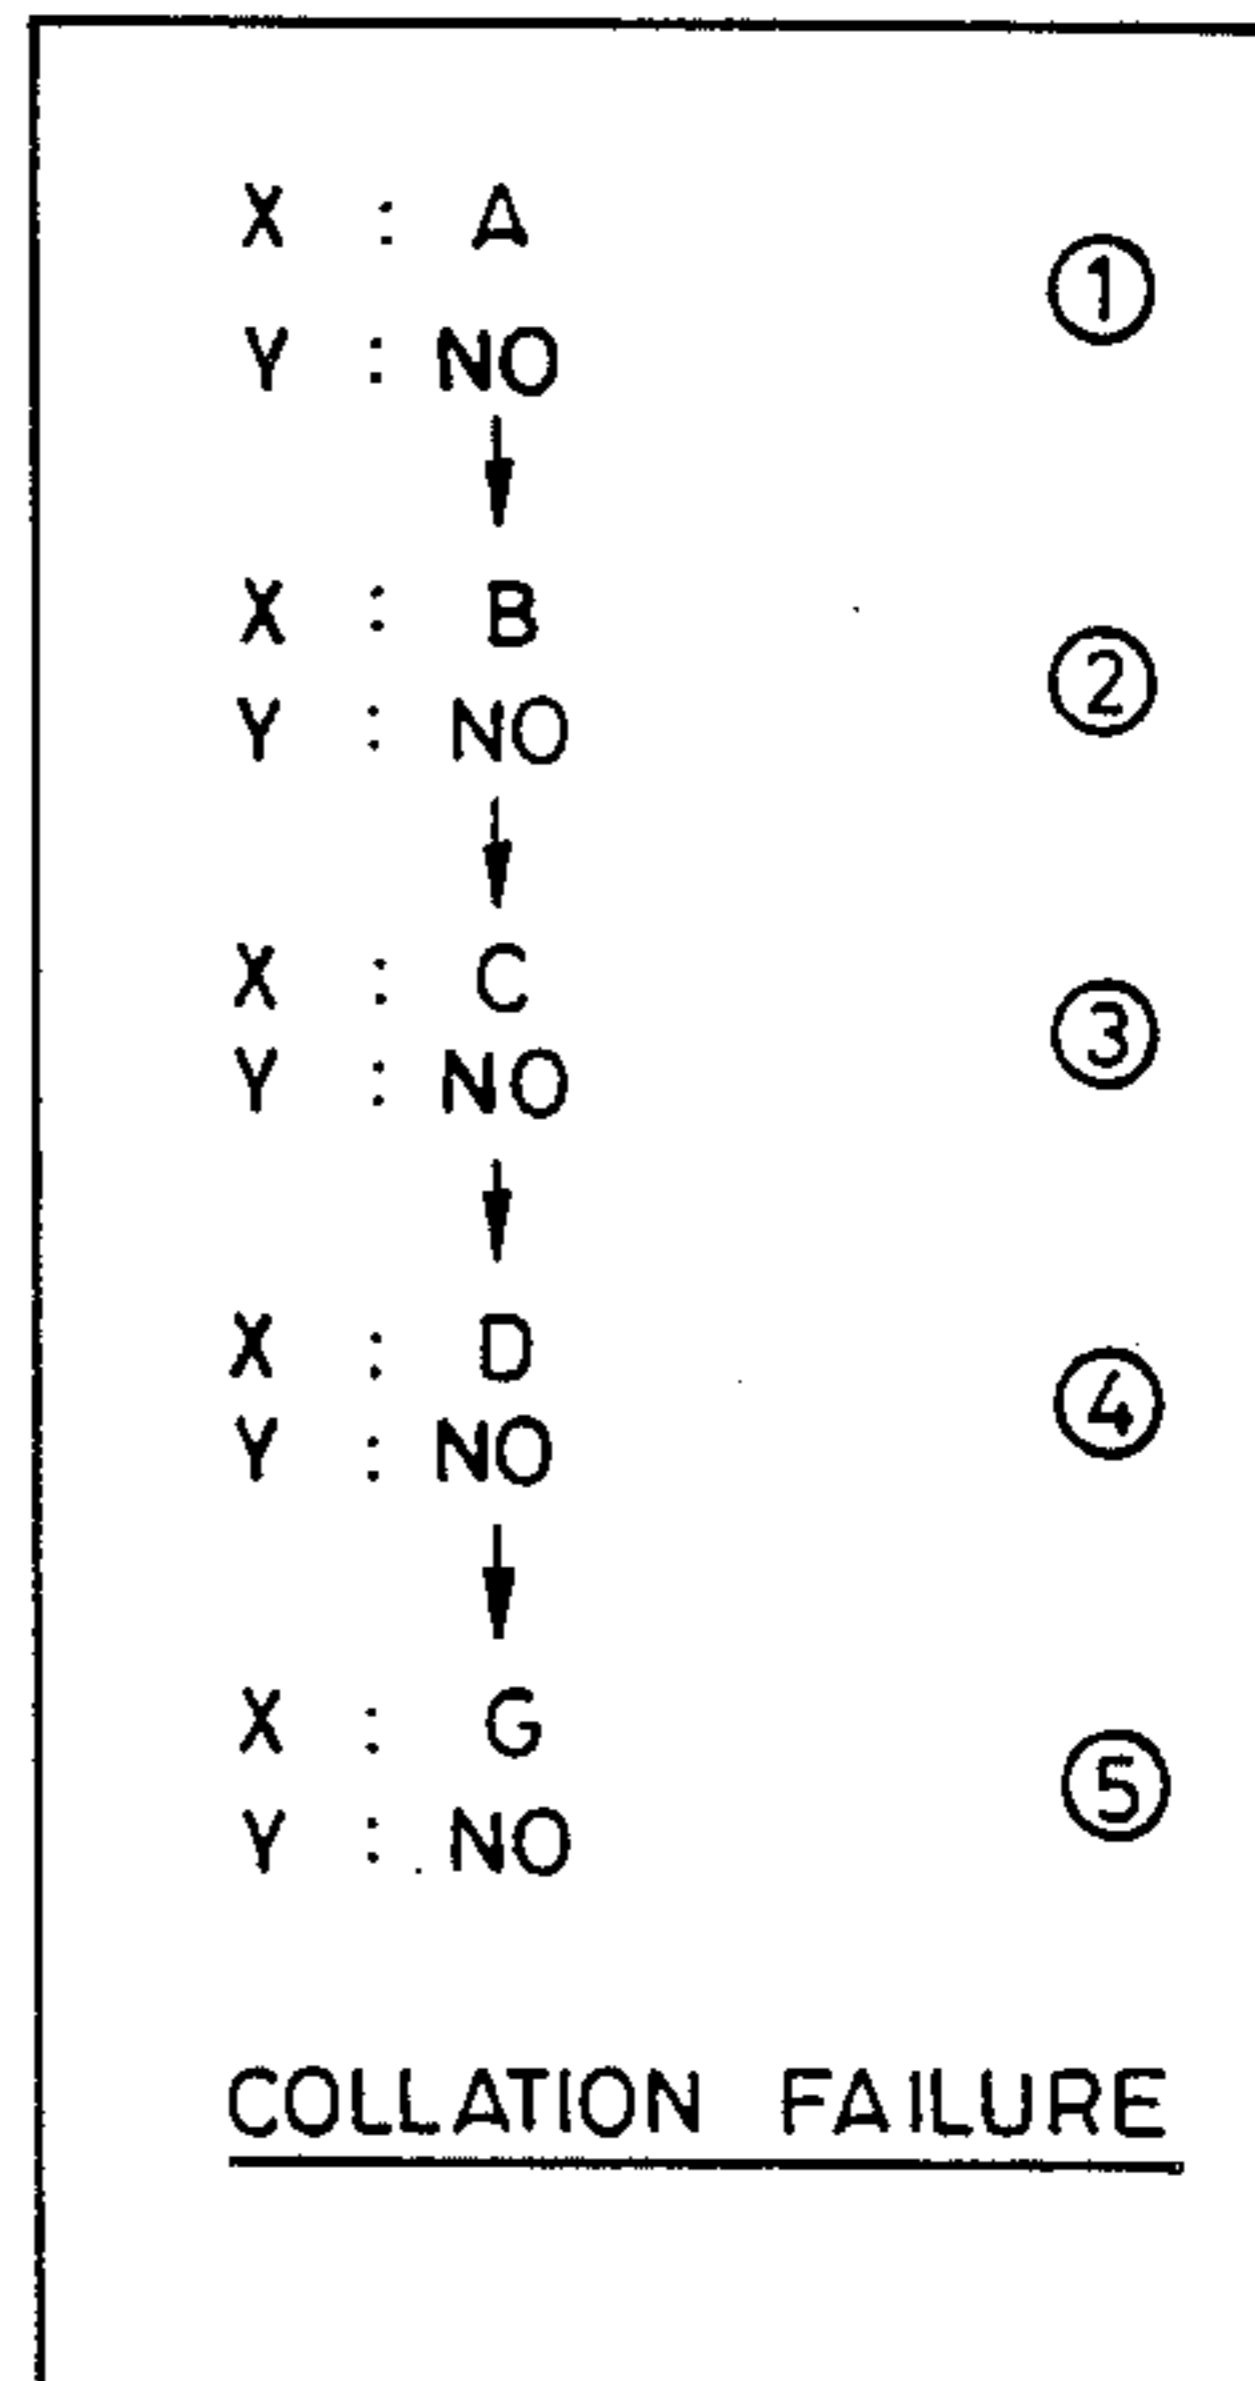 X : A
①
Y : NO
X : B
②
Y : NO
X : C
③
Y : NO
X : D
④
Y : NO
X : G
⑤
Y : NO
COLLATION FAILURE